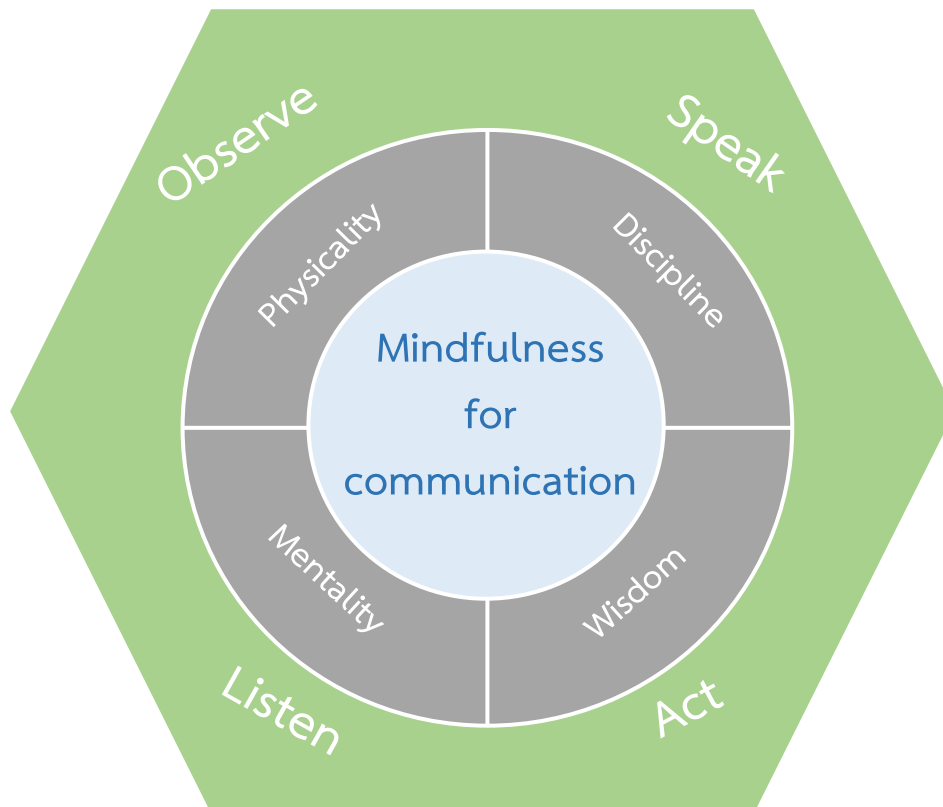 Observe
Speak
Physicality
Discipline
Mindfulness
for
communication
Mentality
Wisdom
Listen
Act